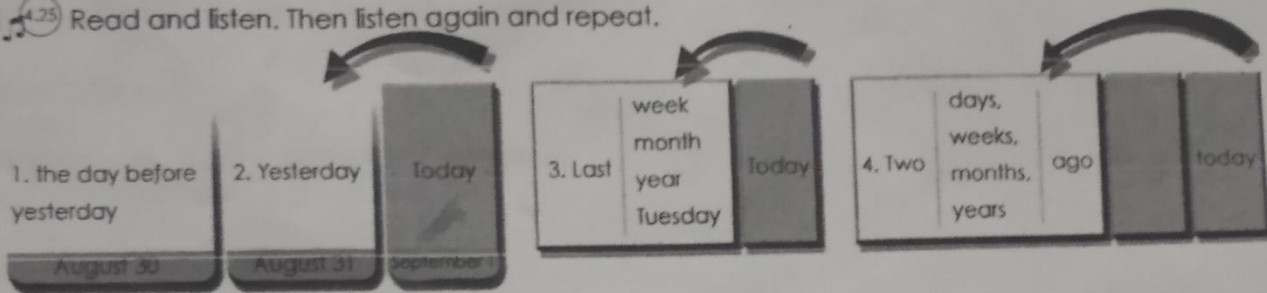 4.25 Read and listen. Then listen again and repeat.
1. the day before
yesterday
August 30
2. Yesterday
August 31
Today
September 1
3. Last
week
month
year
Tuesday
Today
4. Two
days,
weeks,
months,
years
ago
today